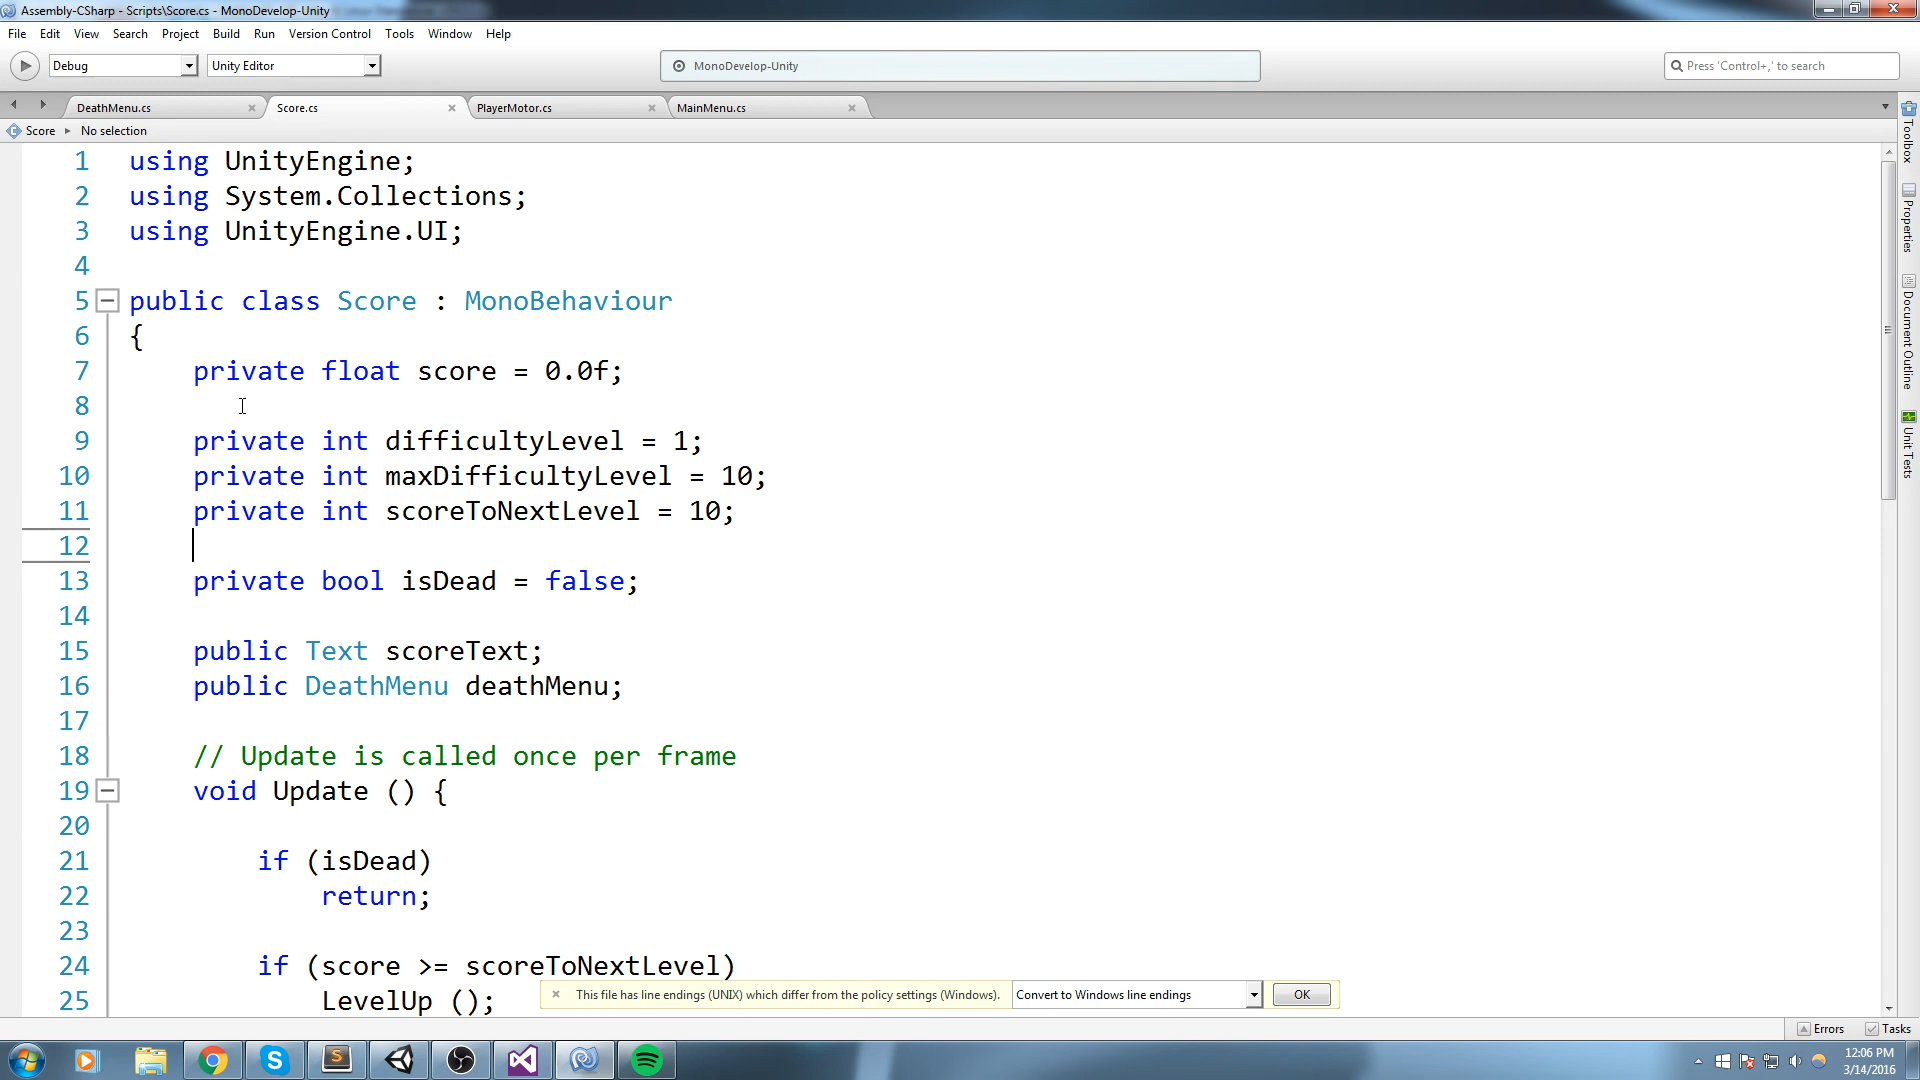 Assembly-CSharp - Scripts\Score.cs - MonoDevelop-Unity
File Edit View Search Project Build Run Version Control Tools Window Help
Debug Unity Editor MonoDevelop-Unity Press 'Control+,' to search
DeathMenu.cs Score.cs PlayerMotor.cs MainMenu.cs
Score No selection
1 using UnityEngine;
2 using System.Collections;
3 using UnityEngine.UI;
4
5 public class Score : MonoBehaviour
6 {
7 private float score = 0.0f;
8
9 private int difficultyLevel = 1;
10 private int maxDifficultyLevel = 10;
11 private int scoreToNextLevel = 10;
12
13 private bool isDead = false;
14
15 public Text scoreText;
16 public DeathMenu deathMenu;
17
18 // Update is called once per frame
19 void Update () {
20
21 if (isDead)
22 return;
23
24 if (score >= scoreToNextLevel)
25 LevelUp ();
This file has line endings (UNIX) which differ from the policy settings (Windows). Convert to Windows line endings OK
Toolbox
Properties
Document Outline
Unit Tests
Errors Tasks
12:06 PM
3/14/2016